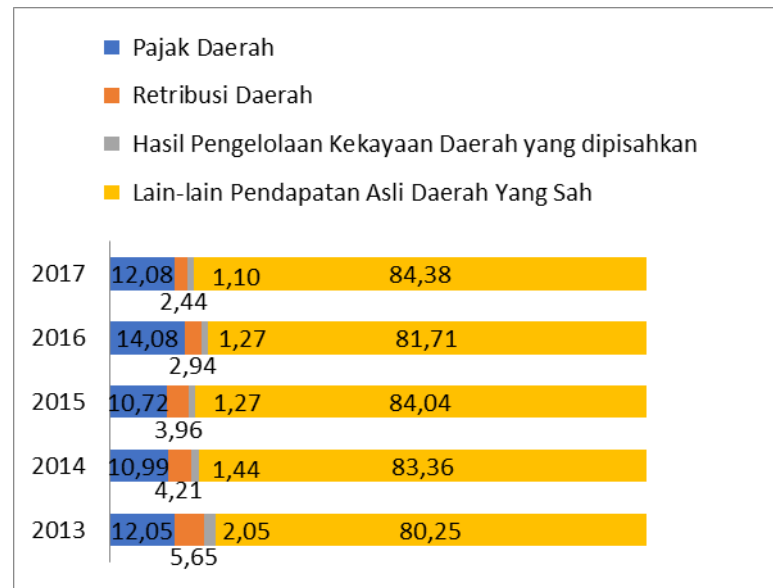 Pajak Daerah
Retribusi Daerah
Hasil Pengelolaan Kekayaan Daerah yang dipisahkan
Lain-lain Pendapatan Asli Daerah Yang Sah
2017 12,08 1,10 84,38
2,44
2016 14,08 1,27 81,71
2,94
2015 10,72 1,27 84,04
3,96
2014 10,99 1,44 83,36
4,21
2013 12,05 2,05 80,25
5,65